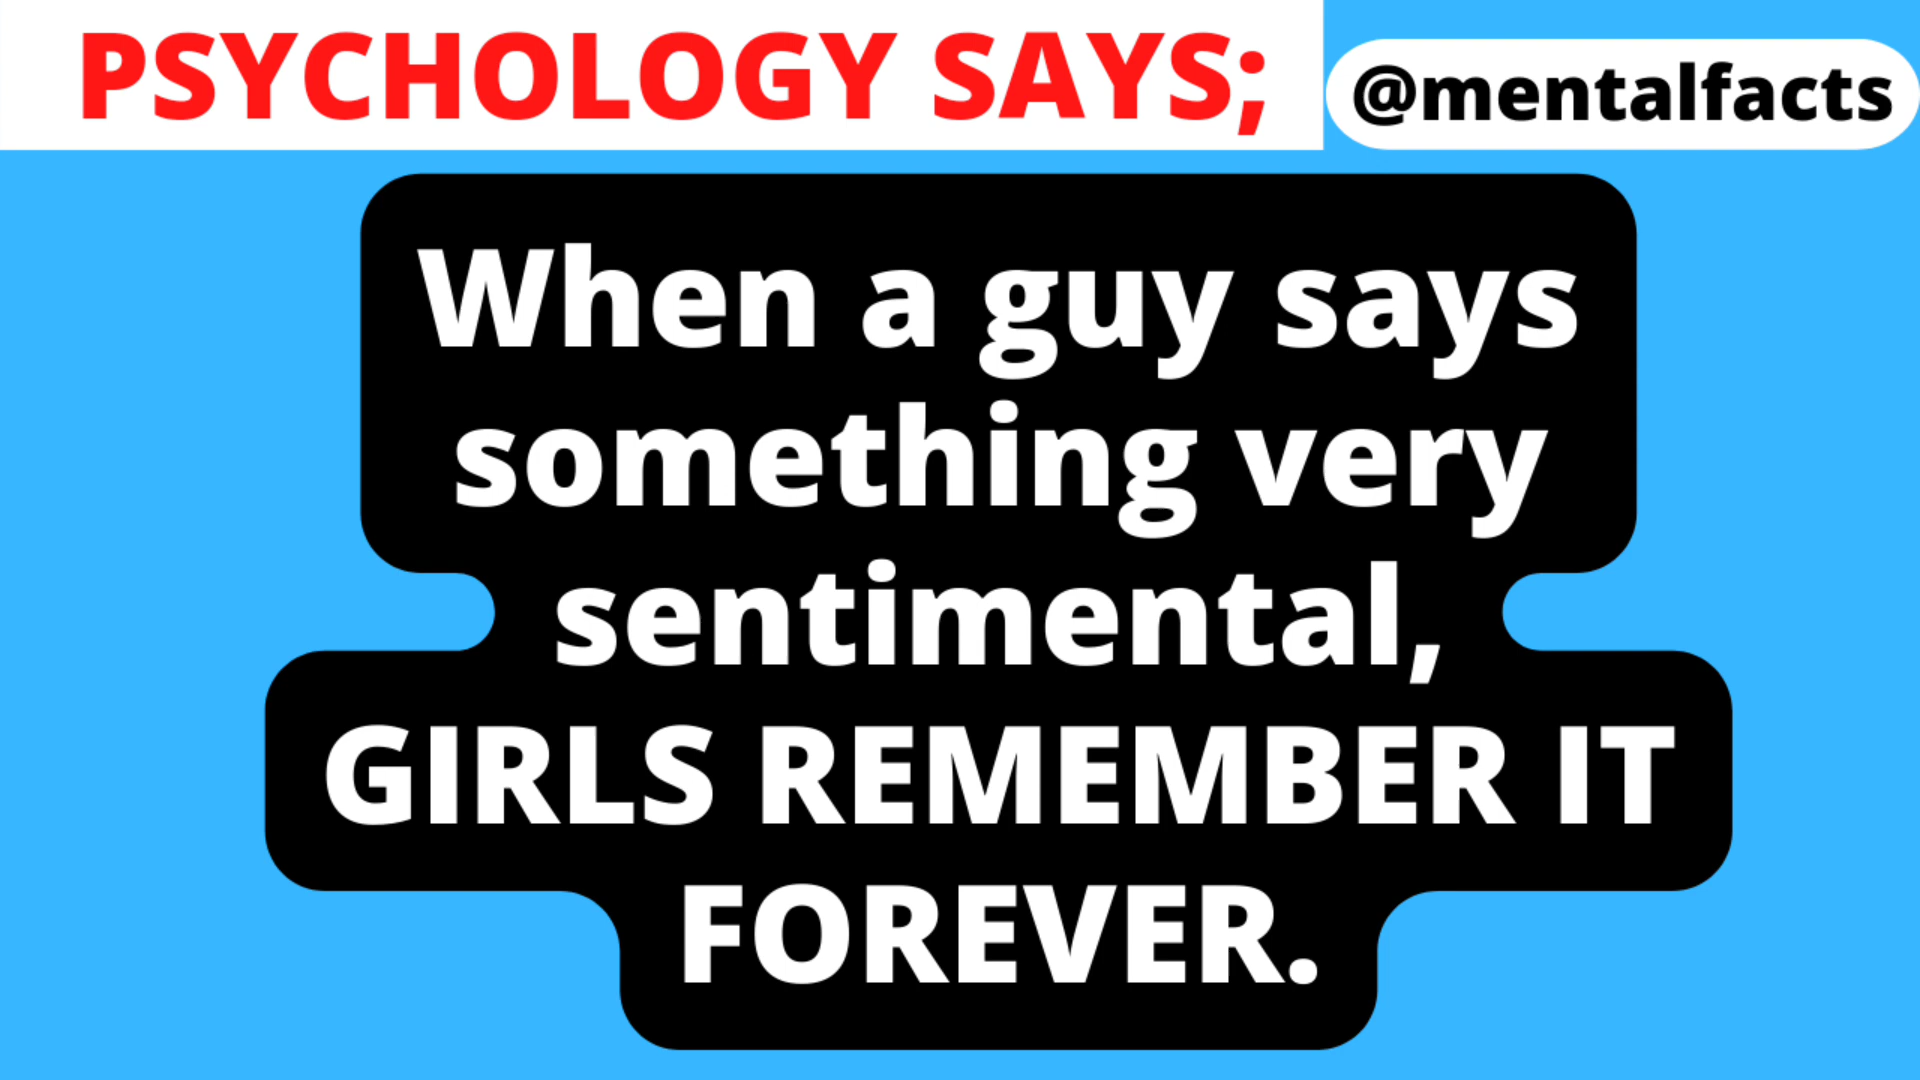 PSYCHOLOGY SAYS;
@mentalfacts
When a guy says
something very
sentimental,
GIRLS REMEMBER IT
FOREVER.